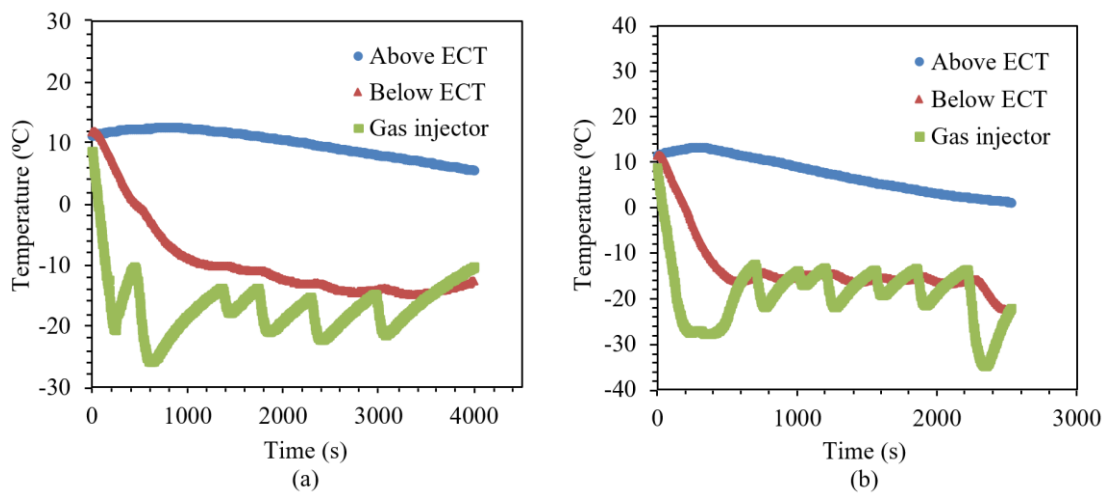 30
20
10
0
-10
-20
-30
Temperature (ºC)
Above ECT
Below ECT
Gas injector
0 1000 2000 3000 4000
Time (s)
(a)
40
30
20
10
0
-10
-20
-30
-40
Temperature (ºC)
Above ECT
Below ECT
Gas injector
0 1000 2000 3000
Time (s)
(b)